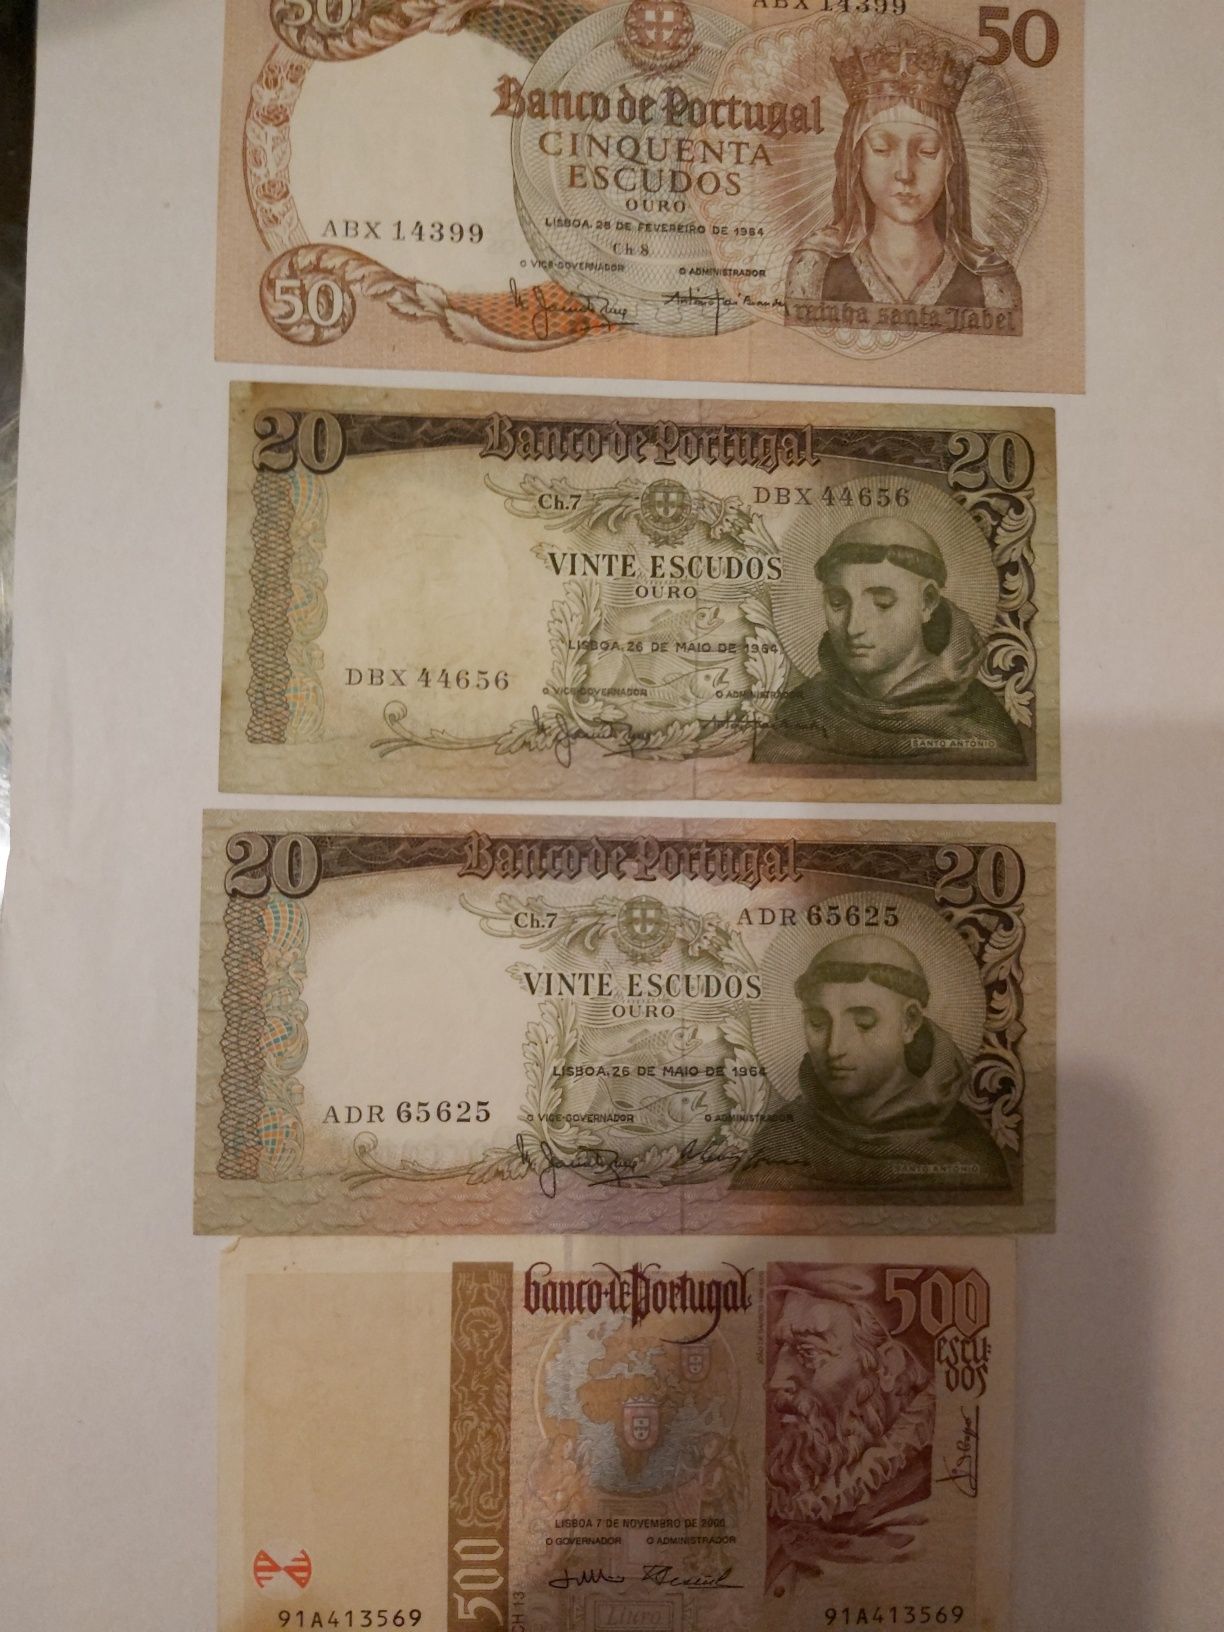 50
ABX 14399
50
Banco de Portugal
CINQUENTA
ESCUDOS
OURO
LISBOA, 28 DE FEVEREIRO DE 1964
ABX 14399
Ch. 8
O VICE-GOVERNADOR O ADMINISTRADOR
50
minha santa Isabel
20 Banco de Portugal 20
Ch.7 DBX 44656
VINTE ESCUDOS
OURO
LISBOA, 26 DE MAIO DE 1964
DBX 44656
O VICE-GOVERNADOR O ADMINISTRADOR
SANTO ANTÓNIO
20 Banco de Portugal 20
Ch.7 ADR 65625
VINTE ESCUDOS
OURO
LISBOA, 26 DE MAIO DE 1964
ADR 65625
O VICE-GOVERNADOR O ADMINISTRADOR
SANTO ANTÓNIO
banco de Portugal
500
escu-
dos
LISBOA 7 DE NOVEMBRO DE 2000
O GOVERNADOR O ADMINISTRADOR
500
CH 13
91A413569 91A413569